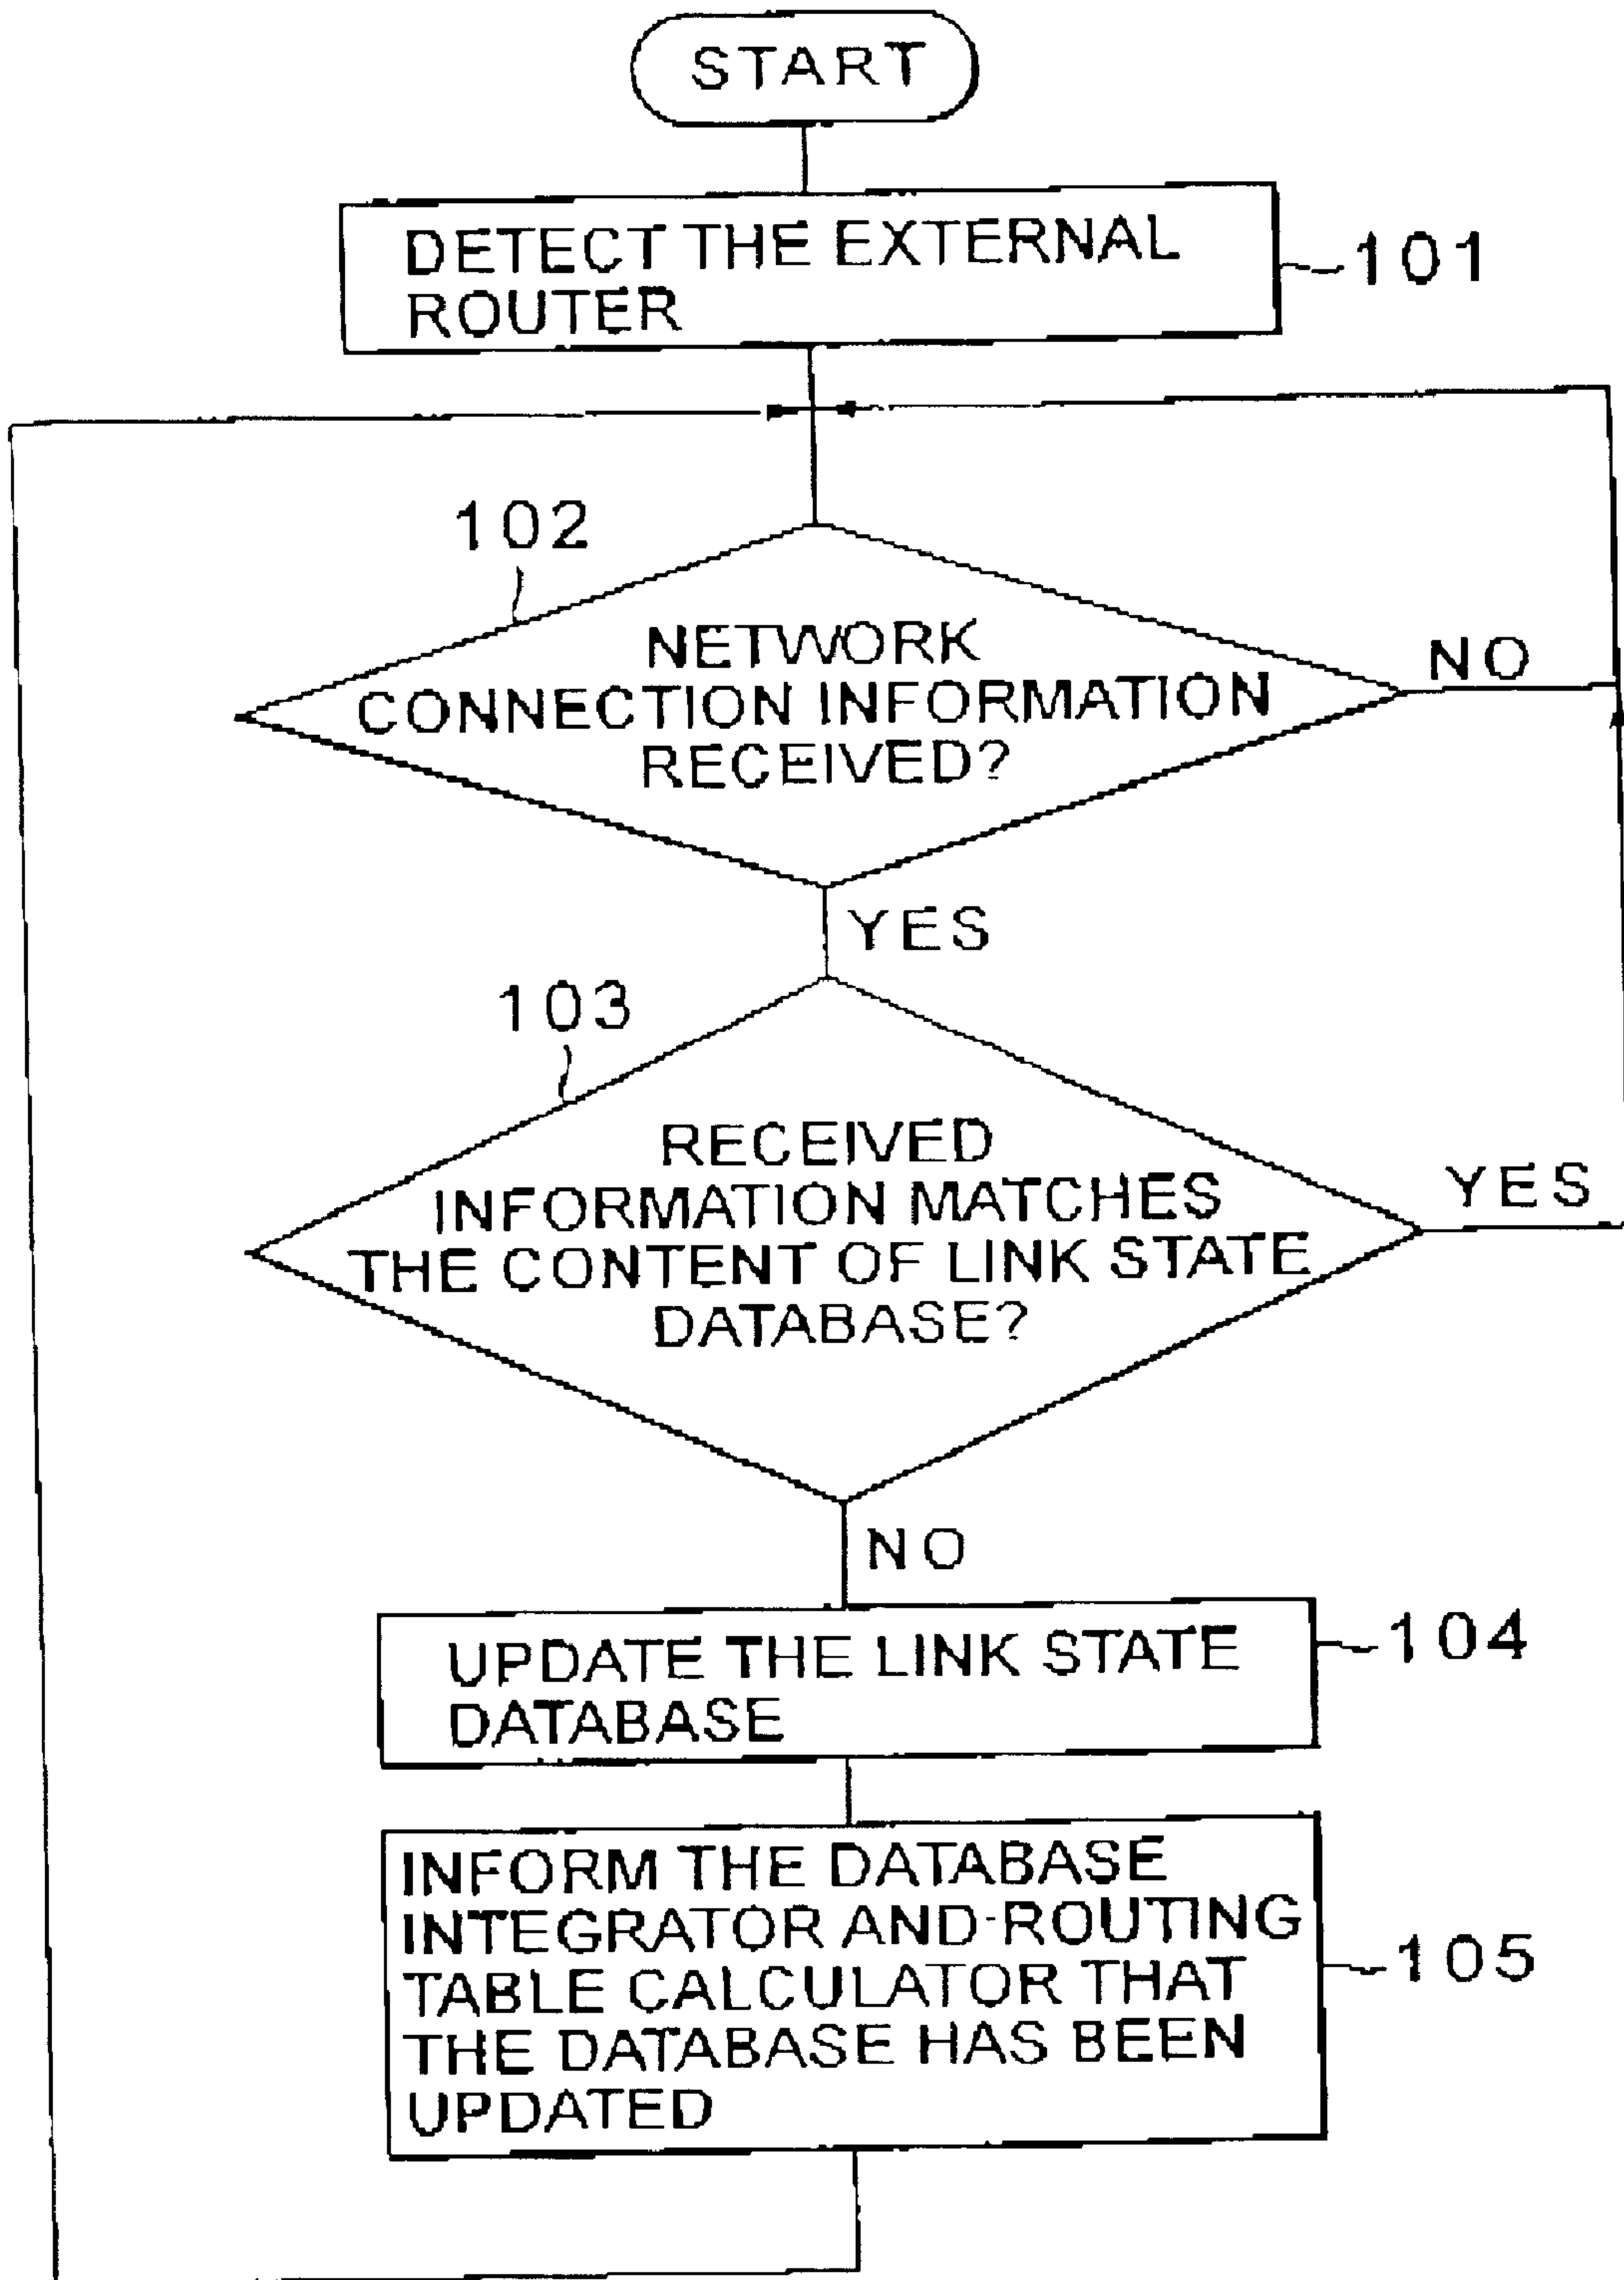 START
DETECT THE EXTERNAL
ROUTER
101
102
NETWORK
CONNECTION INFORMATION
RECEIVED?
NO
YES
103
RECEIVED
INFORMATION MATCHES
THE CONTENT OF LINK STATE
DATABASE?
YES
NO
UPDATE THE LINK STATE
DATABASE
104
INFORM THE DATABASE
INTEGRATOR AND-ROUTING
TABLE CALCULATOR THAT
THE DATABASE HAS BEEN
UPDATED
105